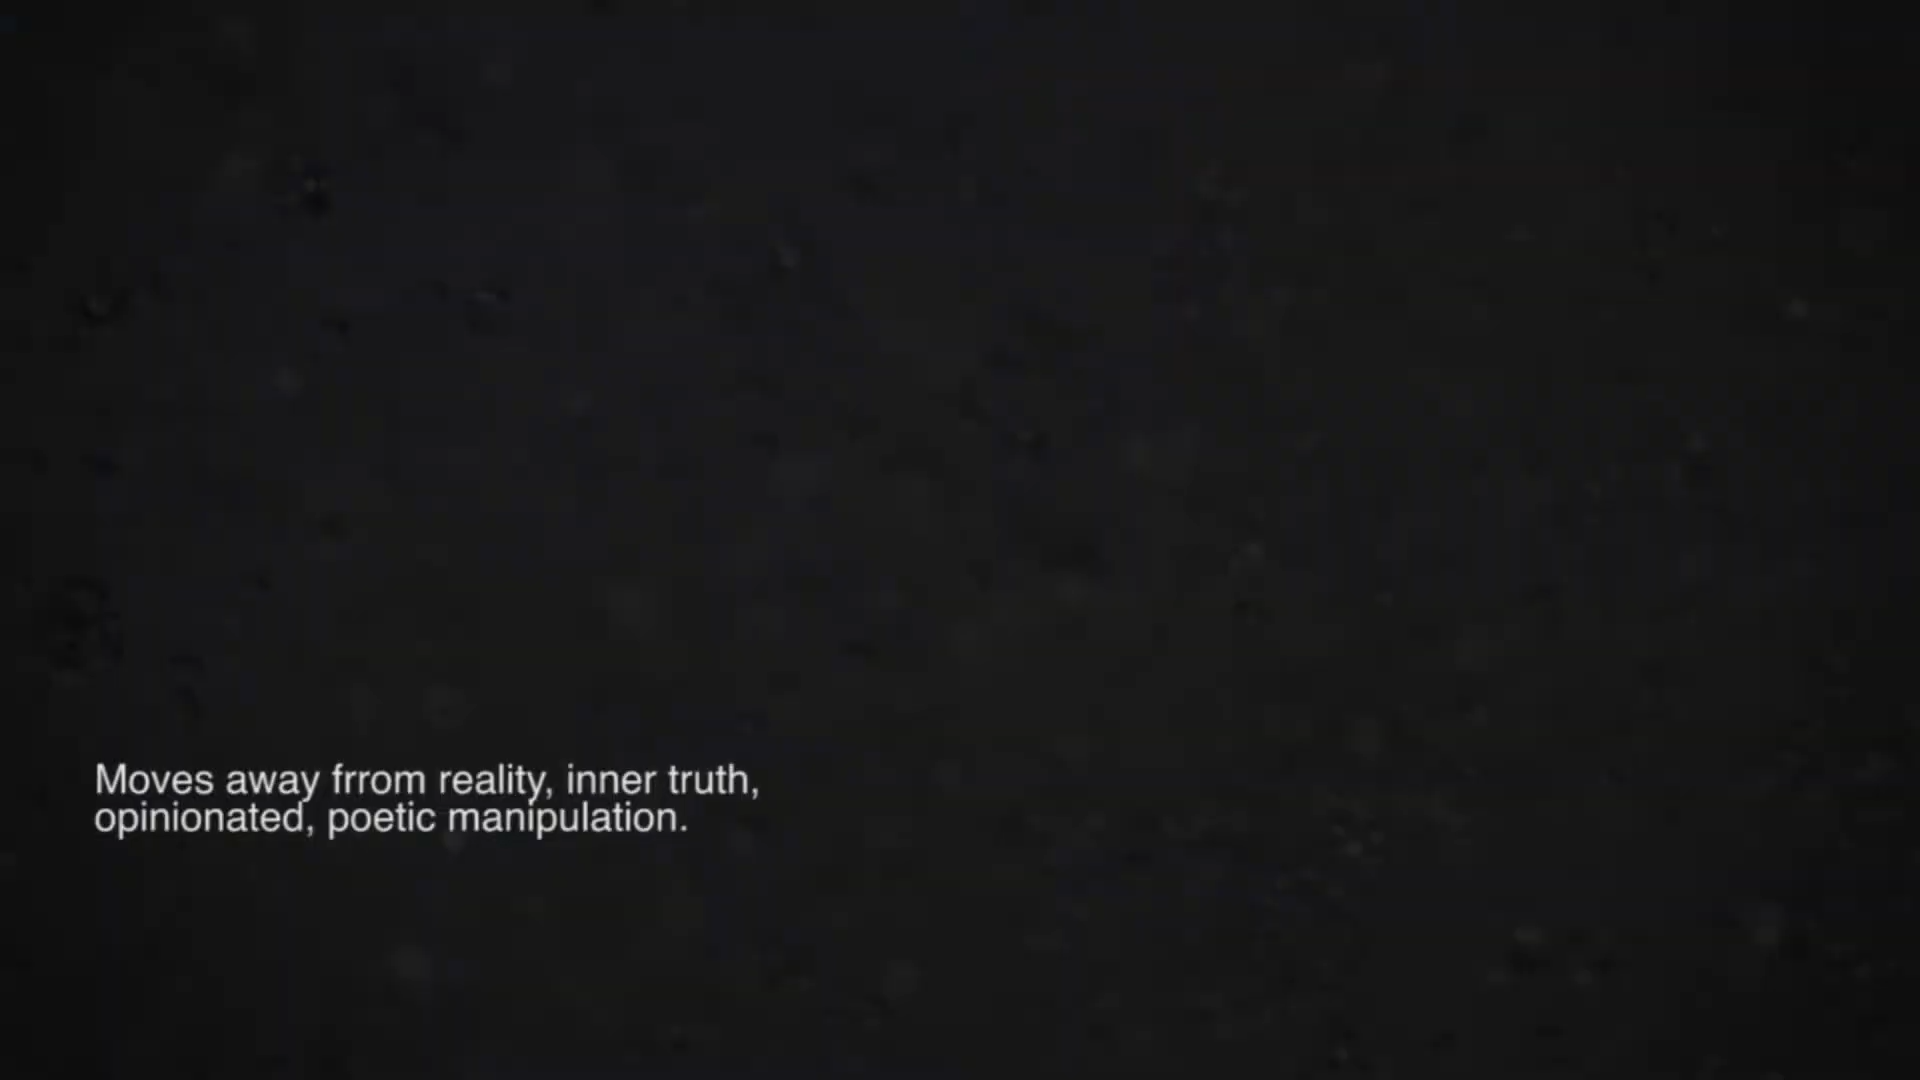 Moves away frrom reality, inner truth,
opinionated, poetic manipulation.